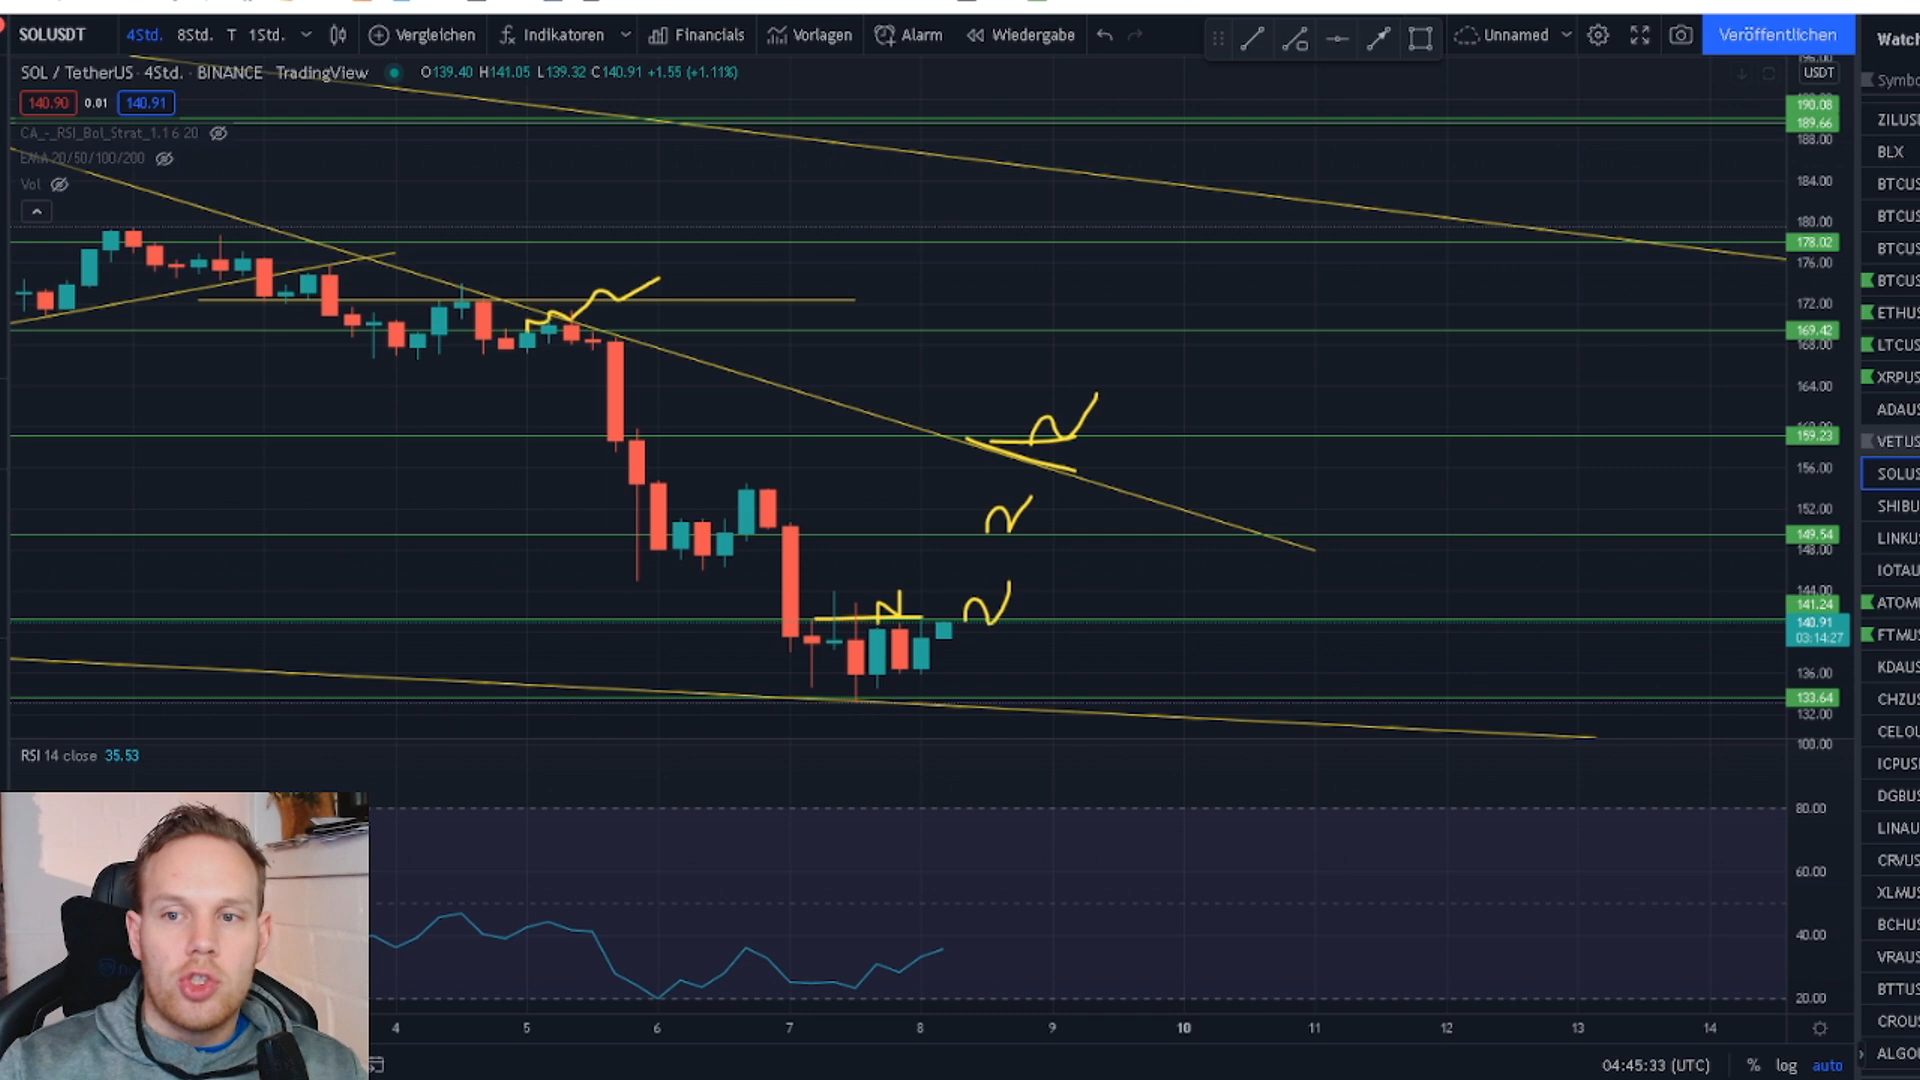 SOLUSDT 4Std. 8Std. T 1Std. Vergleichen Indikatoren Financials Vorlagen Alarm Wiedergabe Unnamed Veröffentlichen
SOL / TetherUS · 4Std. · BINANCE TradingView O139.40 H141.05 L139.32 C140.91 +1.55 (+1.11%)
140.90 0.01 140.91
CA_-_RSI_Bol_Strat_1.1 6 20
EMA 20/50/100/200
Vol
USDT
190.08
189.66
188.00
184.00
180.00
178.02
176.00
172.00
169.42
168.00
164.00
159.23
156.00
152.00
149.54
148.00
144.00
141.24
140.91
03:14:27
136.00
133.64
132.00
RSI 14 close 35.53
100.00
80.00
60.00
40.00
20.00
4 5 6 7 8 9 10 11 12 13 14
04:45:33 (UTC) % log auto
Watch
Symbo
ZILUSI
BLX
BTCUS
BTCUS
BTCUS
BTCUS
ETHUS
LTCUS
XRPUS
ADAUS
VETUS
SOLUS
SHIBU
LINKUS
IOTAU
ATOM
FTMUS
KDAUS
CHZUS
CELOU
ICPUS
DGBUS
LINAU
CRVUS
XLMUS
BCHUS
VRAUS
BTTUS
CROUS
ALGO